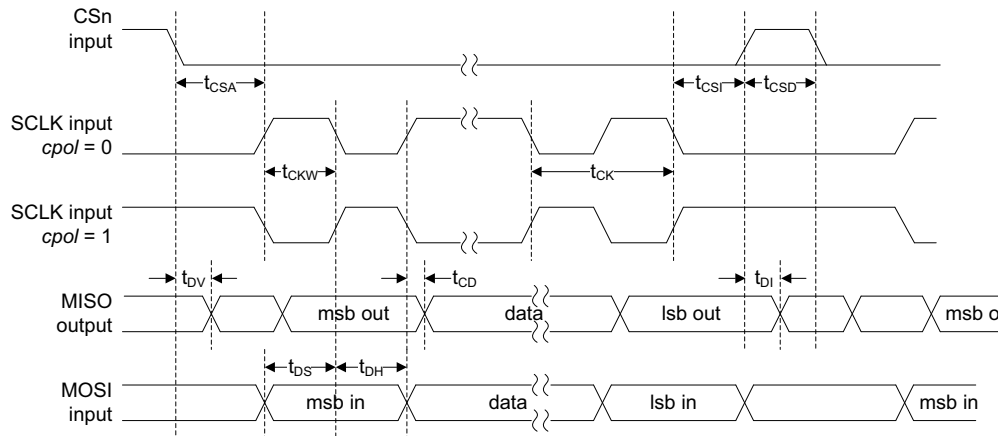 CSn
input
tCSA
tCSI
tCSD
SCLK input
cpol = 0
tCKW
tCK
SCLK input
cpol = 1
tDV
tCD
tDI
MISO
output
msb out
data
lsb out
msb o
tDS
tDH
MOSI
input
msb in
data
lsb in
msb in